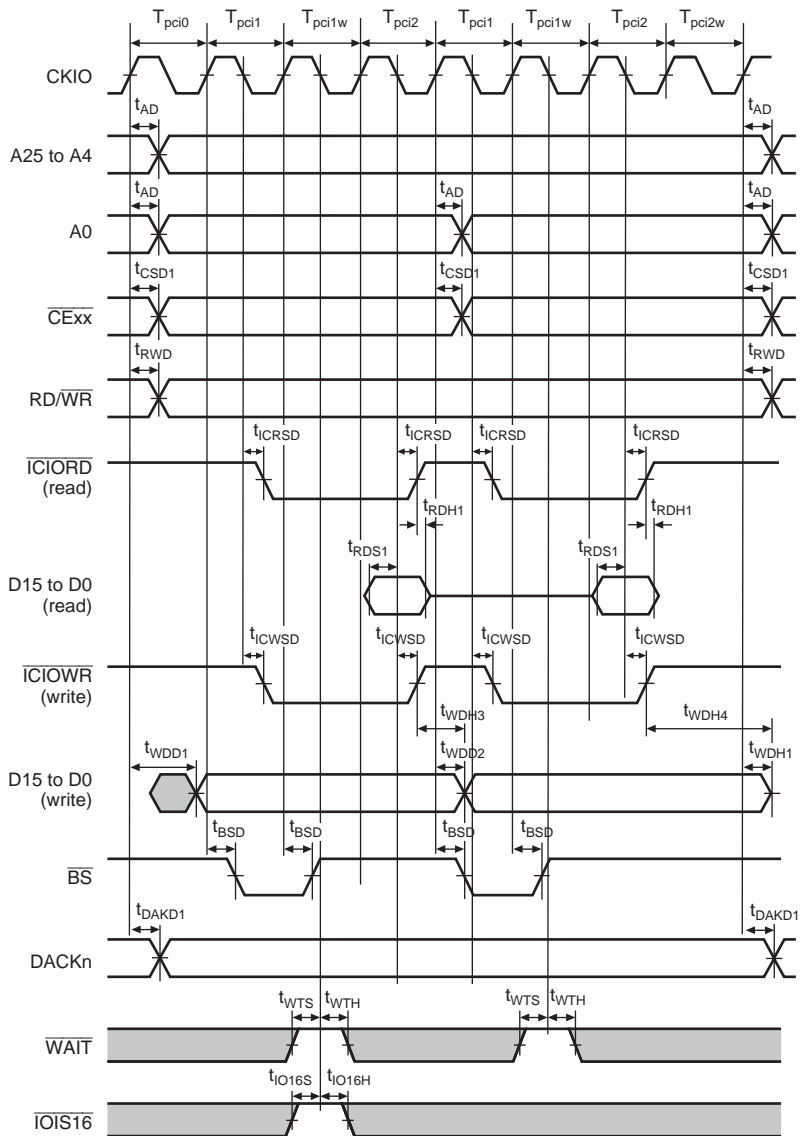 Tpci0 Tpci1 Tpci1w Tpci2 Tpci1 Tpci1w Tpci2 Tpci2w
CKIO
tAD tAD
A25 to A4
tAD tAD tAD
A0
tCSD1 tCSD1 tCSD1
CExx
tRWD tRWD
RD/WR
tICRSD tICRSD tICRSD tICRSD
ICIORD
(read)
tRDH1 tRDH1
tRDS1 tRDS1
D15 to D0
(read)
tICWSD tICWSD tICWSD tICWSD
ICIOWR
(write)
tWDH3 tWDH4
tWDD1 tWDD2 tWDH1
D15 to D0
(write)
tBSD tBSD tBSD tBSD
BS
tDAKD1 tDAKD1
DACKn
tWTS tWTH tWTS tWTH
WAIT
tIO16S tIO16H
IOIS16